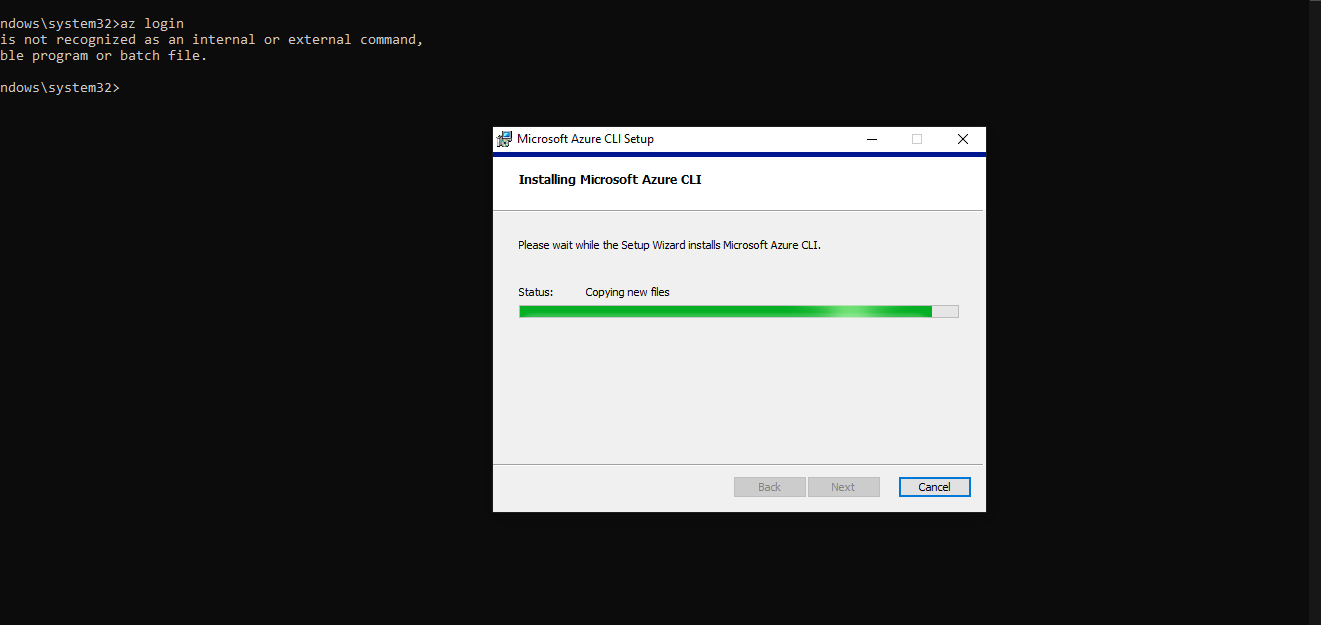 ndows\system32>az login
is not recognized as an internal or external command,
ble program or batch file.
ndows\system32>
Microsoft Azure CLI Setup
Installing Microsoft Azure CLI
Please wait while the Setup Wizard installs Microsoft Azure CLI.
Status: Copying new files
Back Next Cancel